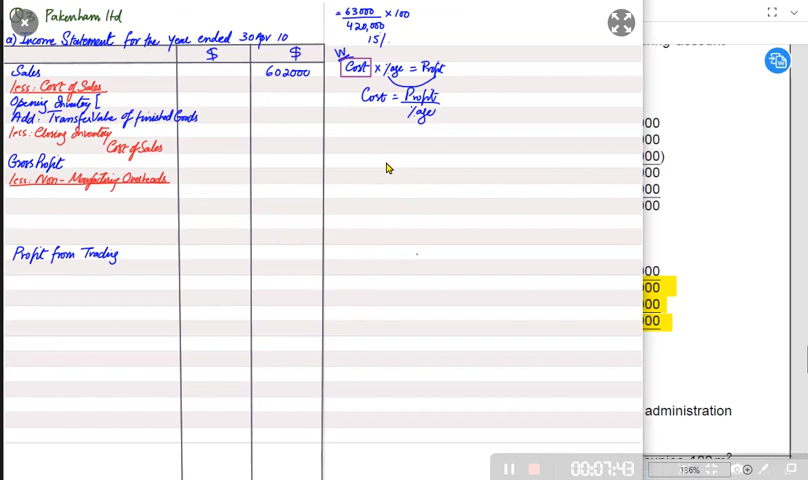 Pakenham ltd
a) Income Statement for the Year ended 30 Apr 10
$ $
Sales 602000
less: Cost of Sales
Opening Inventory [
Add: Transfer Value of finished Goods
less: Closing Inventory
Cost of Sales
Gross Profit
less: Non-Manufacturing Overheads
Profit from Trading
= 63000 × 100
420,000
15%
W
Cost × %age = Profit
Cost = Profit
%age
000
000
000)
000
000
000
000
000
000
000
administration
00:07:43
136%